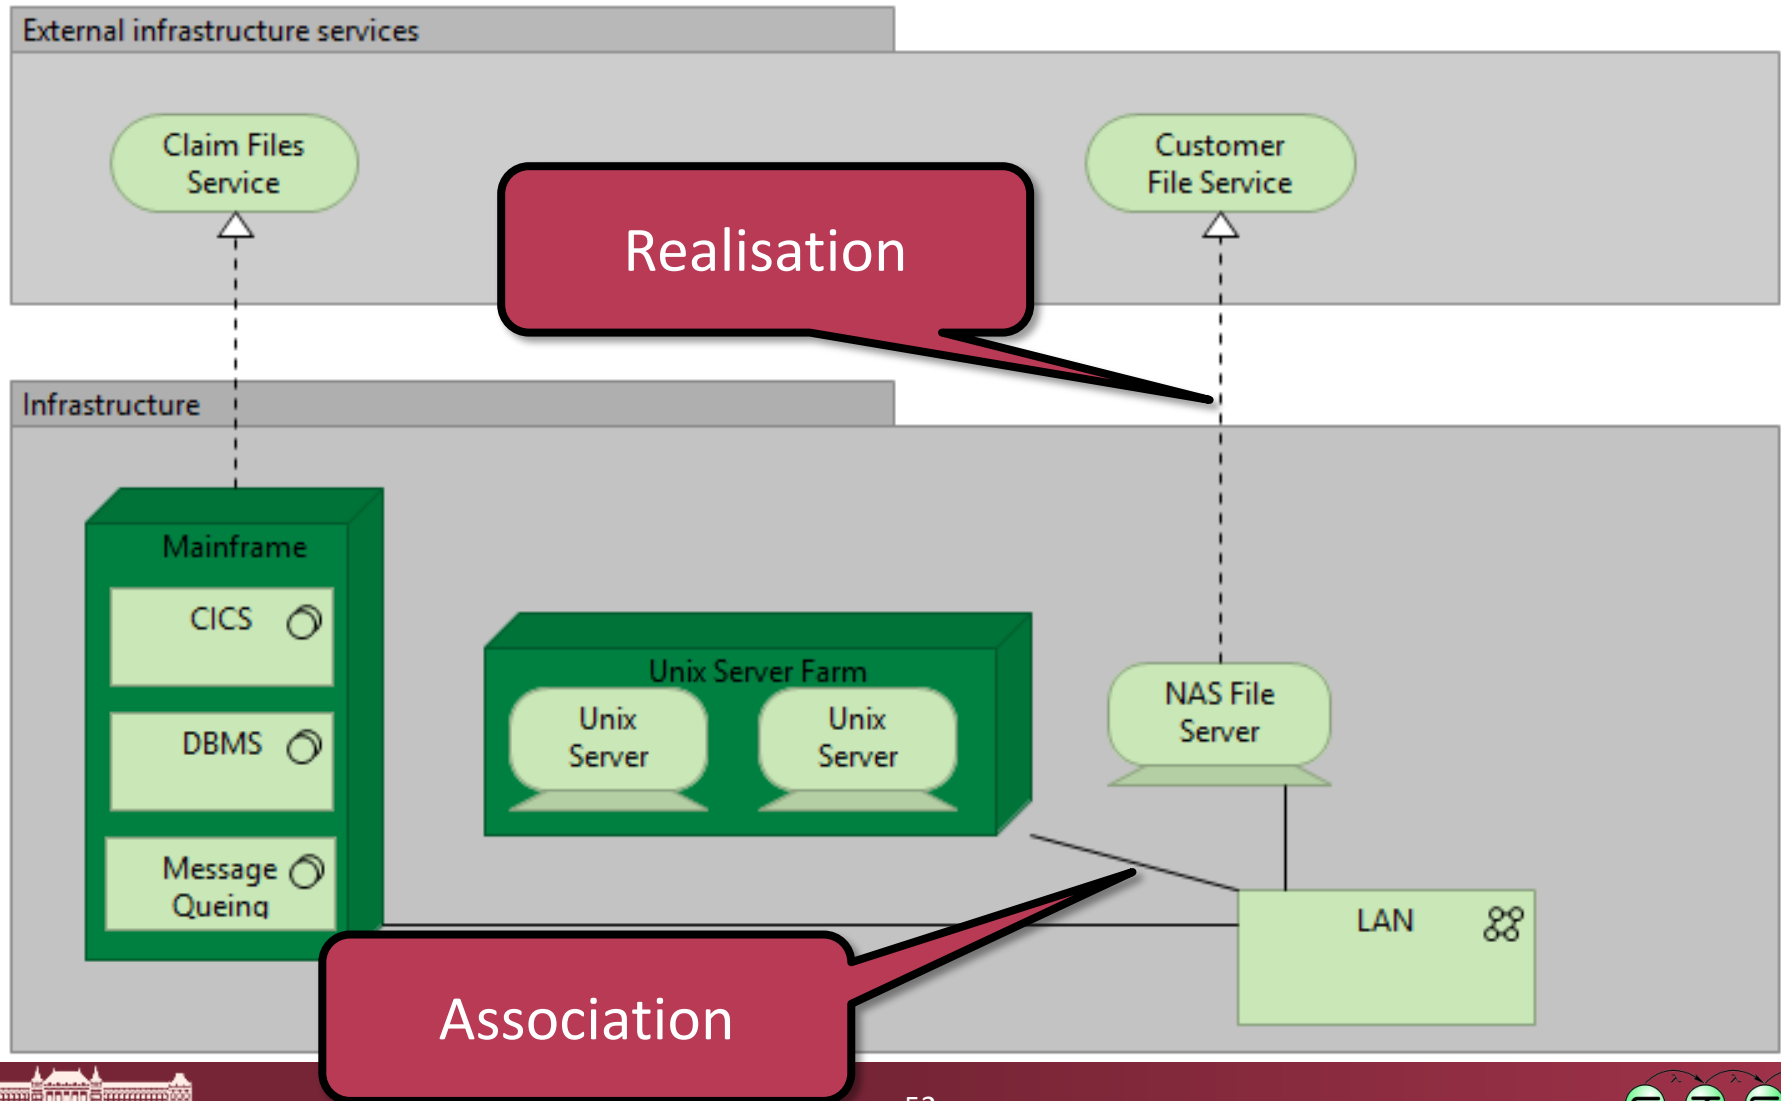 External infrastructure services
Claim Files
Service
Customer
File Service
Realisation
Infrastructure
Mainframe
CICS
DBMS
Message
Queing
Unix Server Farm
Unix
Server
Unix
Server
NAS File
Server
LAN
Association